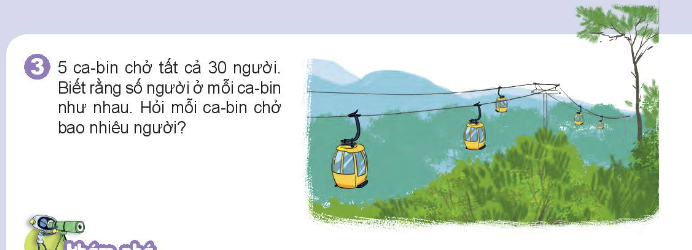 3 5 ca-bin chở tất cả 30 người.
Biết rằng số người ở mỗi ca-bin
như nhau. Hỏi mỗi ca-bin chở
bao nhiêu người?